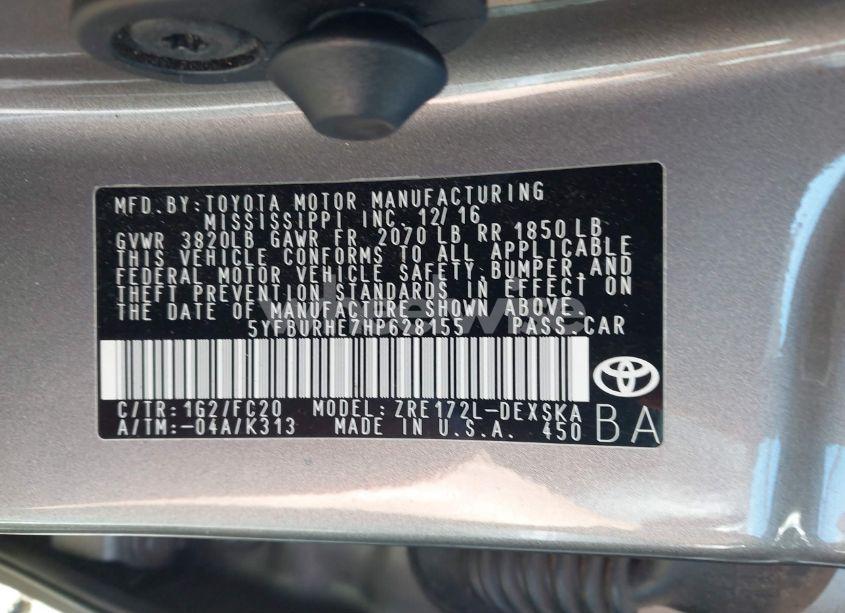 MFD. BY: TOYOTA MOTOR MANUFACTURING
MISSISSIPPI INC. 12/16
GVWR 3820LB GAWR FR 2070 LB RR 1850 LB
THIS VEHICLE CONFORMS TO ALL APPLICABLE
FEDERAL MOTOR VEHICLE SAFETY, BUMPER, AND
THEFT PREVENTION STANDARDS IN EFFECT ON
THE DATE OF MANUFACTURE SHOWN ABOVE.
5YFBURHE7HP628155 PASS. CAR
C/TR: 1G2/FC20 MODEL: ZRE172L-DEXSKA
A/TM: -04A/K313 MADE IN U.S.A. 450 BA